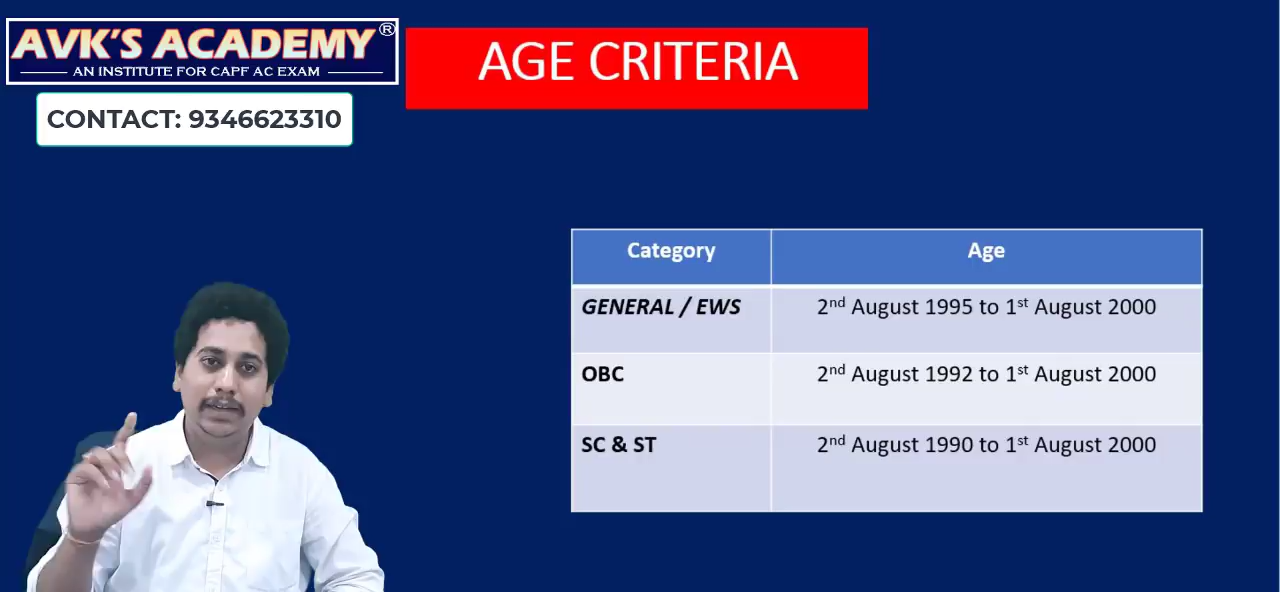 AVK'S ACADEMY®
AN INSTITUTE FOR CAPF AC EXAM
CONTACT: 9346623310
AGE CRITERIA
Category Age
GENERAL / EWS 2nd August 1995 to 1st August 2000
OBC 2nd August 1992 to 1st August 2000
SC & ST 2nd August 1990 to 1st August 2000